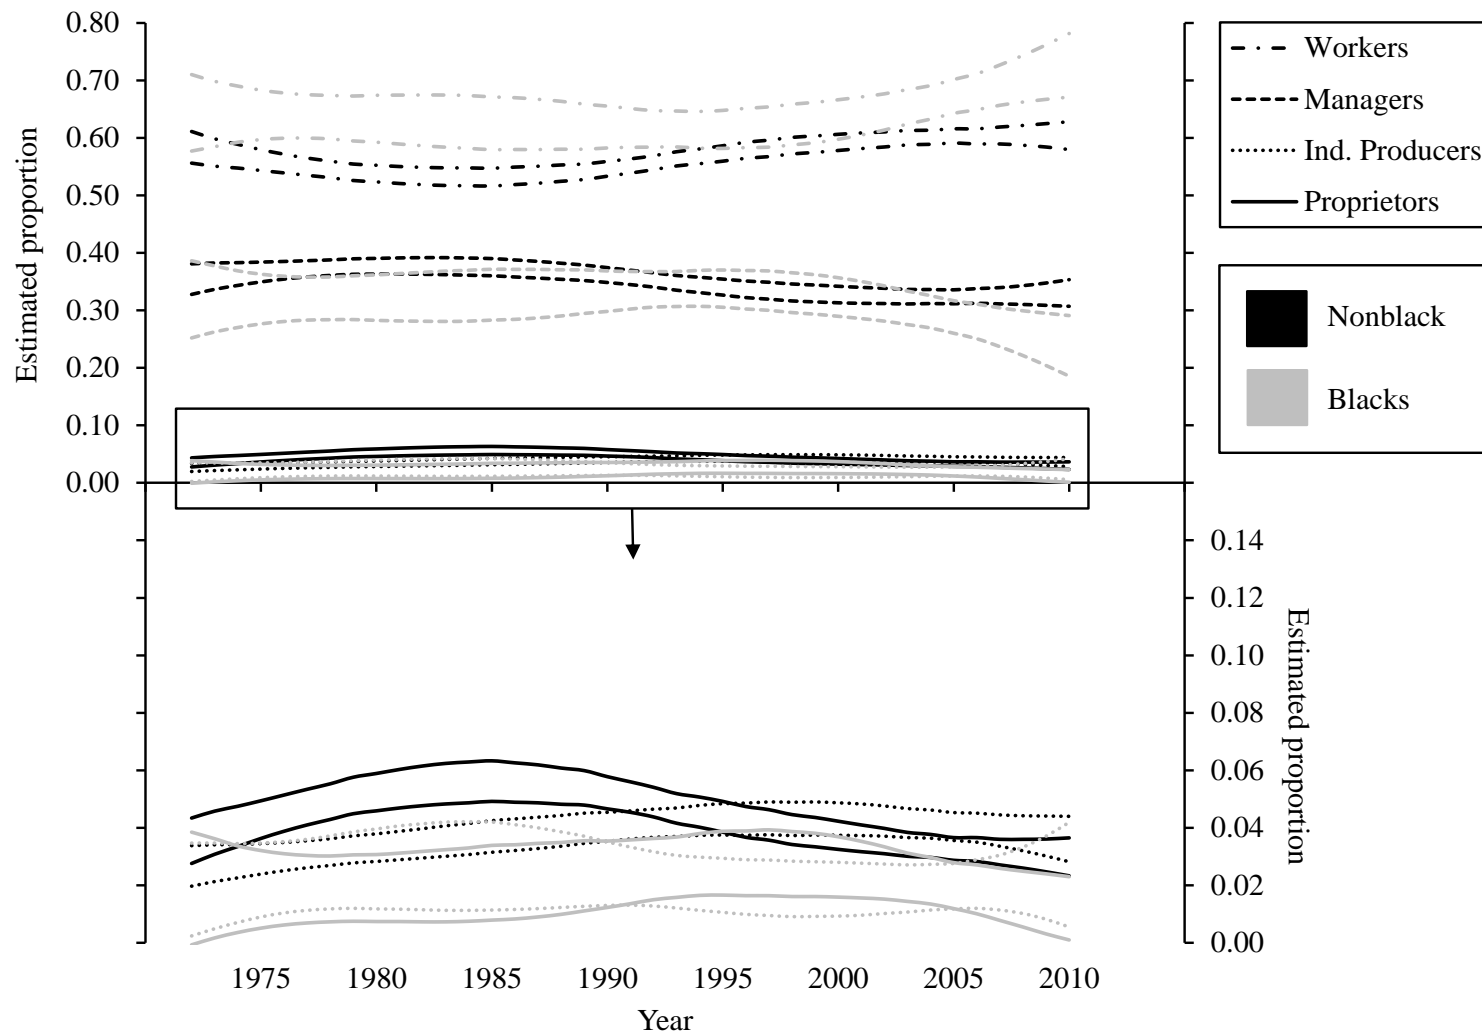 0.80
0.70
0.60
0.50
0.40
0.30
0.20
0.10
0.00
Estimated proportion
Workers
Managers
Ind. Producers
Proprietors
Nonblack
Blacks
0.14
0.12
0.10
0.08
0.06
0.04
0.02
0.00
Estimated proportion
1975 1980 1985 1990 1995 2000 2005 2010
Year